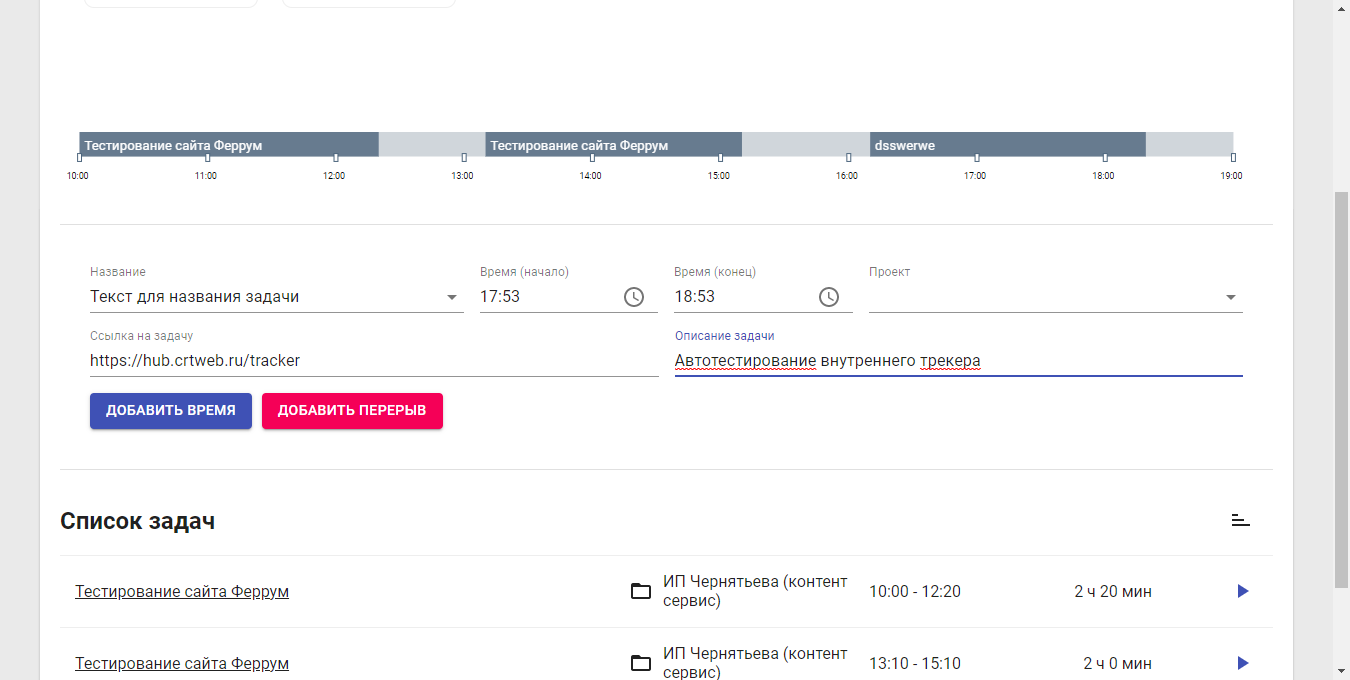 Тестирование сайта Феррум Тестирование сайта Феррум dsswerwe
10:00 11:00 12:00 13:00 14:00 15:00 16:00 17:00 18:00 19:00
Название Время (начало) Время (конец) Проект
Текст для названия задачи 17:53 18:53
Ссылка на задачу Описание задачи
https://hub.crtweb.ru/tracker Автотестирование внутреннего трекера
ДОБАВИТЬ ВРЕМЯ ДОБАВИТЬ ПЕРЕРЫВ
Список задач
Тестирование сайта Феррум ИП Чернятьева (контент сервис) 10:00 - 12:20 2 ч 20 мин
Тестирование сайта Феррум ИП Чернятьева (контент сервис) 13:10 - 15:10 2 ч 0 мин